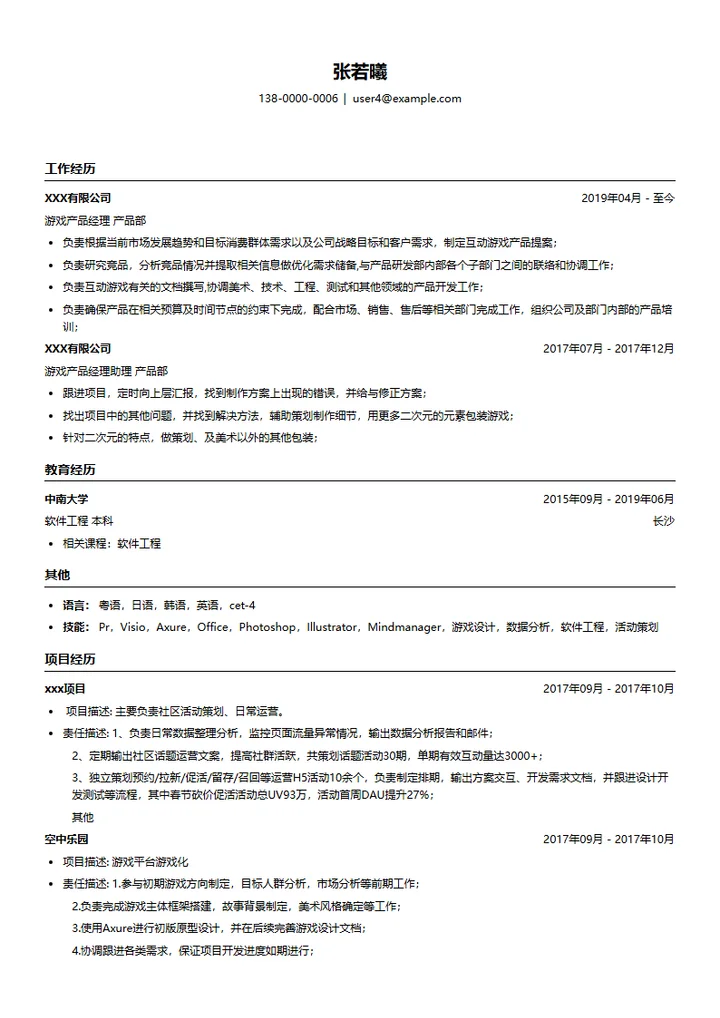 张若曦
138-0000-0006 | user4@example.com
工作经历
XXX有限公司 2019年04月 - 至今
游戏产品经理 产品部
• 负责根据当前市场发展趋势和目标消费群体需求以及公司战略目标和客户需求，制定互动游戏产品提案；
• 负责研究竞品，分析竞品情况并提取相关信息做优化需求储备,与产品研发部内部各个子部门之间的联络和协调工作；
• 负责互动游戏有关的文档撰写,协调美术、技术、工程、测试和其他领域的产品开发工作；
• 负责确保产品在相关预算及时间节点的约束下完成，配合市场、销售、售后等相关部门完成工作，组织公司及部门内部的产品培
训；
XXX有限公司 2017年07月 - 2017年12月
游戏产品经理助理 产品部
• 跟进项目，定时向上层汇报，找到制作方案上出现的错误，并给与修正方案；
• 找出项目中的其他问题，并找到解决方法，辅助策划制作细节，用更多二次元的元素包装游戏；
• 针对二次元的特点，做策划、及美术以外的其他包装；
教育经历
中南大学 2015年09月 - 2019年06月
软件工程 本科 长沙
• 相关课程：软件工程
其他
• 语言： 粤语，日语，韩语，英语，cet-4
• 技能： Pr，Visio，Axure，Office，Photoshop，Illustrator，Mindmanager，游戏设计，数据分析，软件工程，活动策划
项目经历
xxx项目 2017年09月 - 2017年10月
• 项目描述: 主要负责社区活动策划、日常运营。
• 责任描述: 1、负责日常数据整理分析，监控页面流量异常情况，输出数据分析报告和邮件；
2、定期输出社区话题运营文案，提高社群活跃，共策划话题活动30期，单期有效互动量达3000+；
3、独立策划预约/拉新/促活/留存/召回等运营H5活动10余个，负责制定排期，输出方案交互、开发需求文档，并跟进设计开
发测试等流程，其中春节砍价促活活动总UV93万，活动首周DAU提升27%；
其他
空中乐园 2017年09月 - 2017年10月
• 项目描述: 游戏平台游戏化
• 责任描述: 1.参与初期游戏方向制定，目标人群分析，市场分析等前期工作；
2.负责完成游戏主体框架搭建，故事背景制定，美术风格确定等工作；
3.使用Axure进行初版原型设计，并在后续完善游戏设计文档；
4.协调跟进各类需求，保证项目开发进度如期进行；